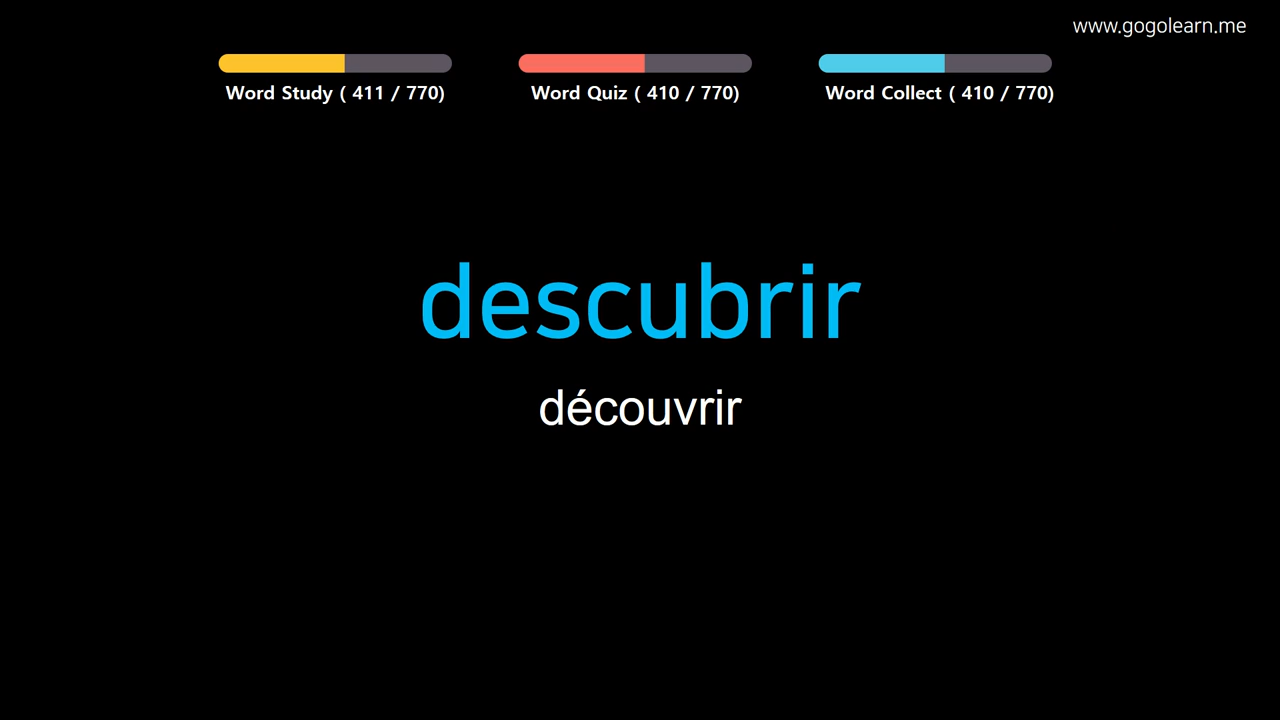 www.gogolearn.me
Word Study ( 411 / 770)
Word Quiz ( 410 / 770)
Word Collect ( 410 / 770)
descubrir
découvrir